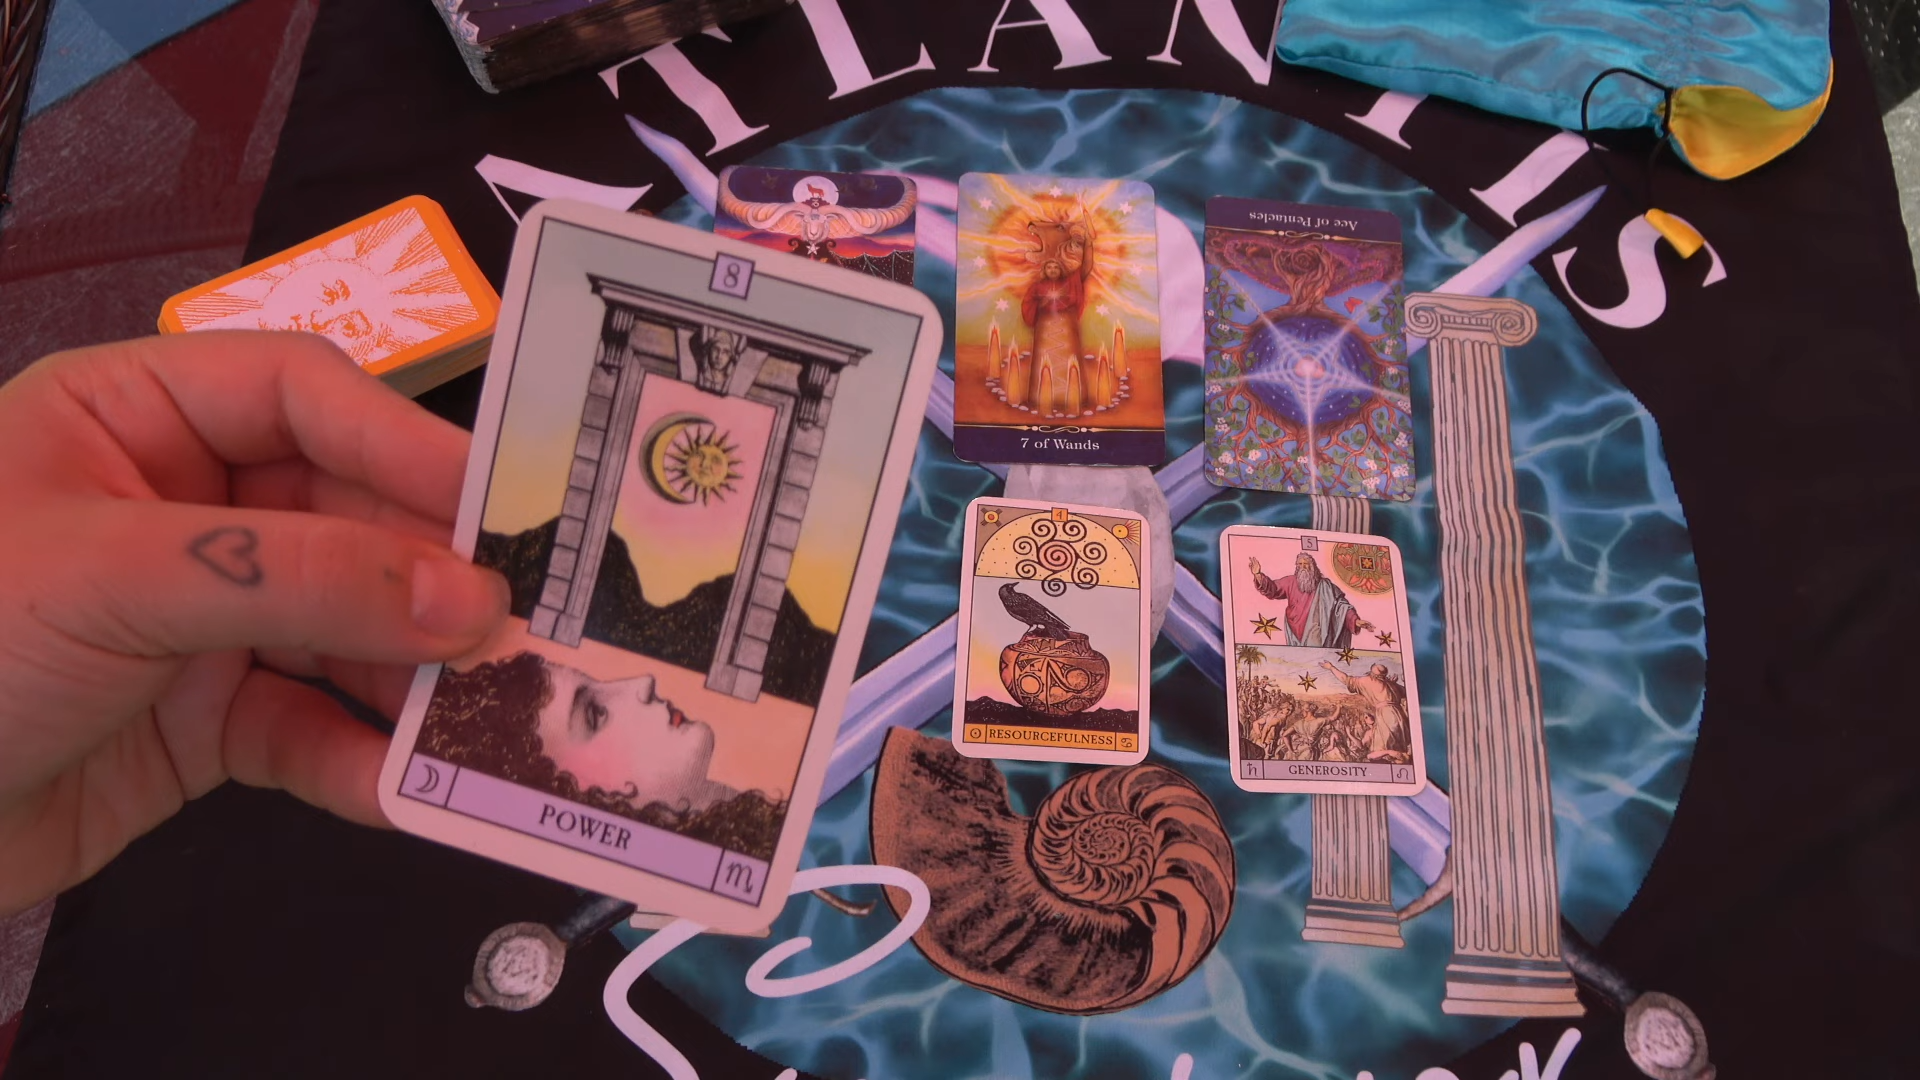 ATLANTIS
Ace of Pentacles
8
7 of Wands
4
5
RESOURCEFULNESS
GENEROSITY
POWER